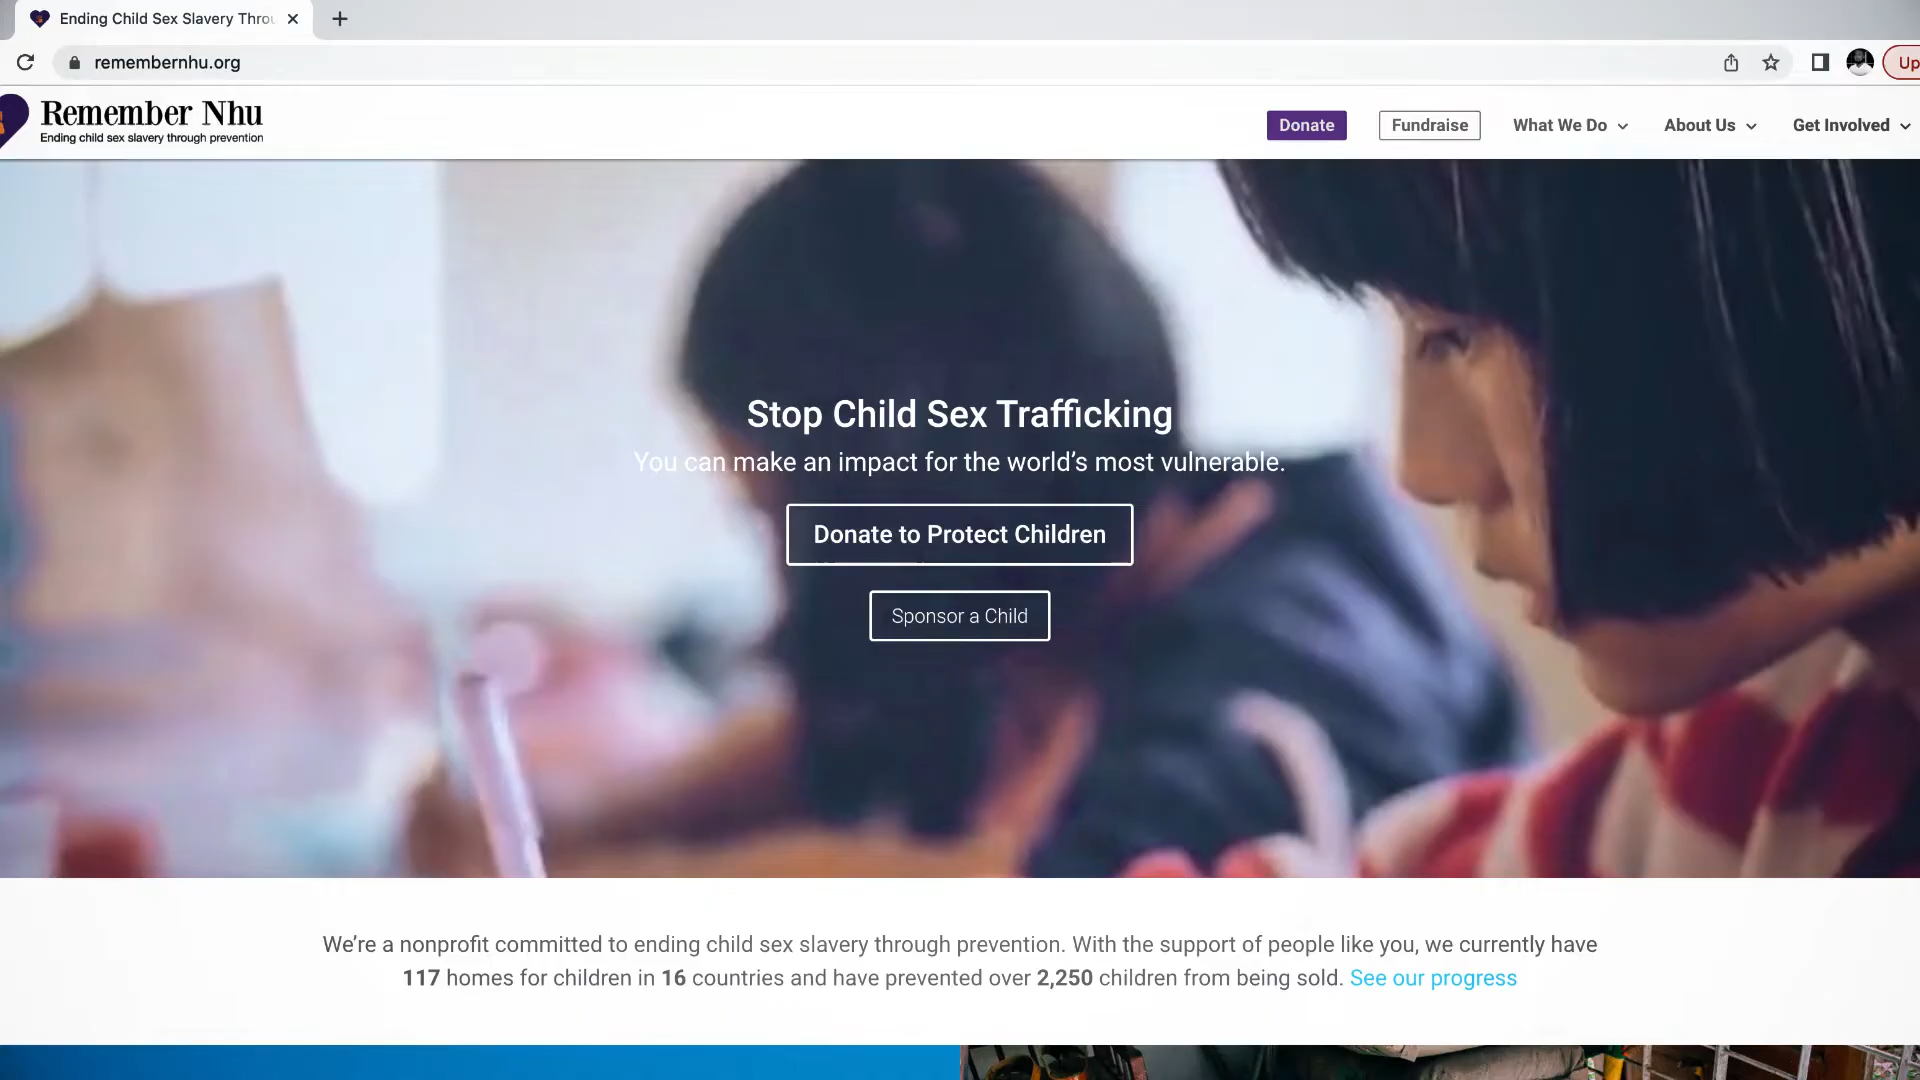 Ending Child Sex Slavery Throu
remembernhu.org
Up
Remember Nhu
Ending child sex slavery through prevention
Donate
Fundraise
What We Do
About Us
Get Involved
Stop Child Sex Trafficking
You can make an impact for the world’s most vulnerable.
Donate to Protect Children
Sponsor a Child
We’re a nonprofit committed to ending child sex slavery through prevention. With the support of people like you, we currently have
117 homes for children in 16 countries and have prevented over 2,250 children from being sold. See our progress